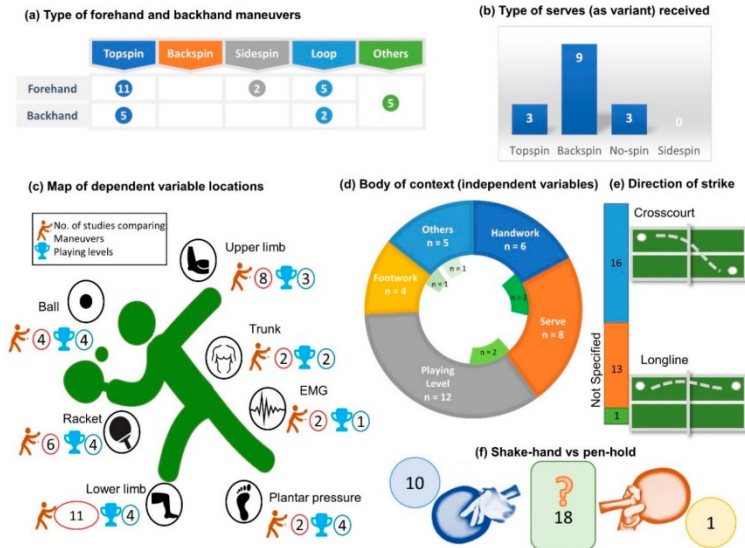 (a) Type of forehand and backhand maneuvers
Topspin Backspin Sidespin Loop Others
Forehand 11 2 5
5
Backhand 5 2
(b) Type of serves (as variant) received
3 9 3 0
Topspin Backspin No-spin Sidespin
(c) Map of dependent variable locations
No. of studies comparing
Maneuvers
Playing levels
Upper limb
8 3
Ball
4 4
Trunk
2 2
EMG
2 1
Racket
6 4
Lower limb
11 4
Plantar pressure
2 4
(d) Body of context (independent variables)
Others
n = 5
Handwork
n = 6
Footwork
n = 4
Serve
n = 8
Playing
Level
n = 12
n = 1
n = 1
n = 2
n = 2
(e) Direction of strike
Crosscourt
16
Not Specified
13
Longline
1
(f) Shake-hand vs pen-hold
10
?
18
1